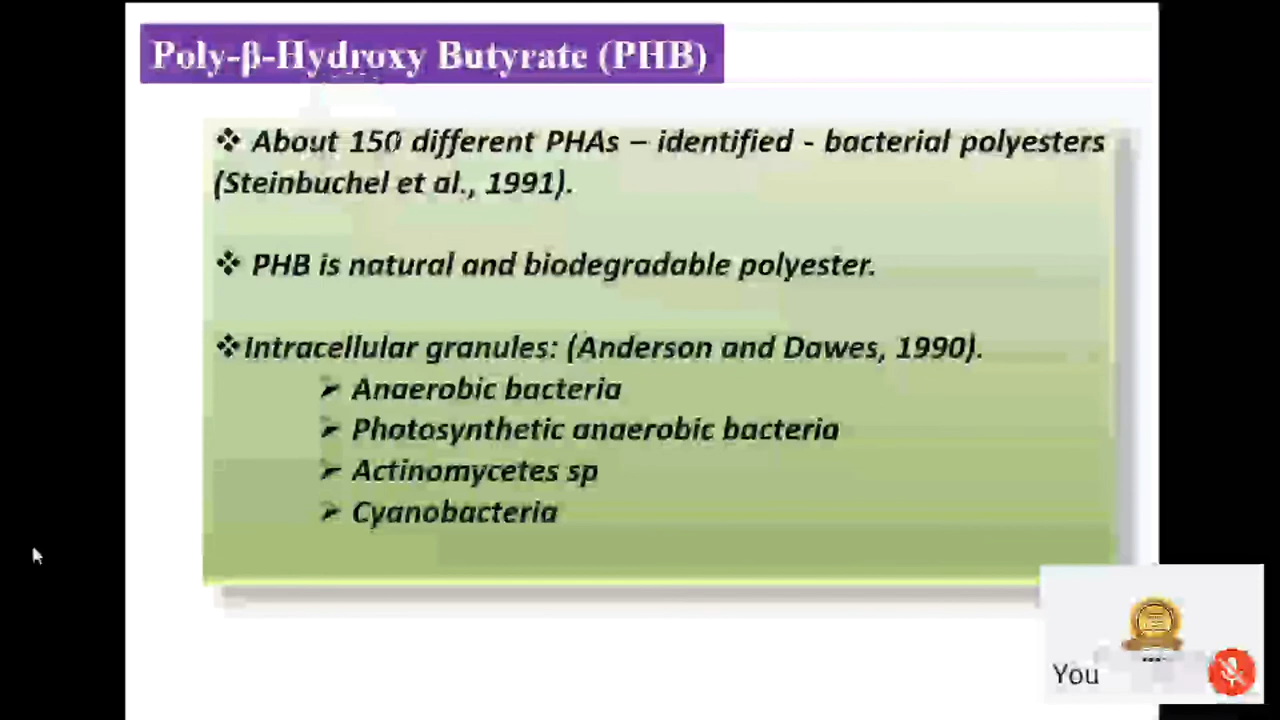 Poly-β-Hydroxy Butyrate (PHB)
❖ About 150 different PHAs – identified - bacterial polyesters
(Steinbuchel et al., 1991).
❖ PHB is natural and biodegradable polyester.
❖Intracellular granules: (Anderson and Dawes, 1990).
➢ Anaerobic bacteria
➢ Photosynthetic anaerobic bacteria
➢ Actinomycetes sp
➢ Cyanobacteria
You